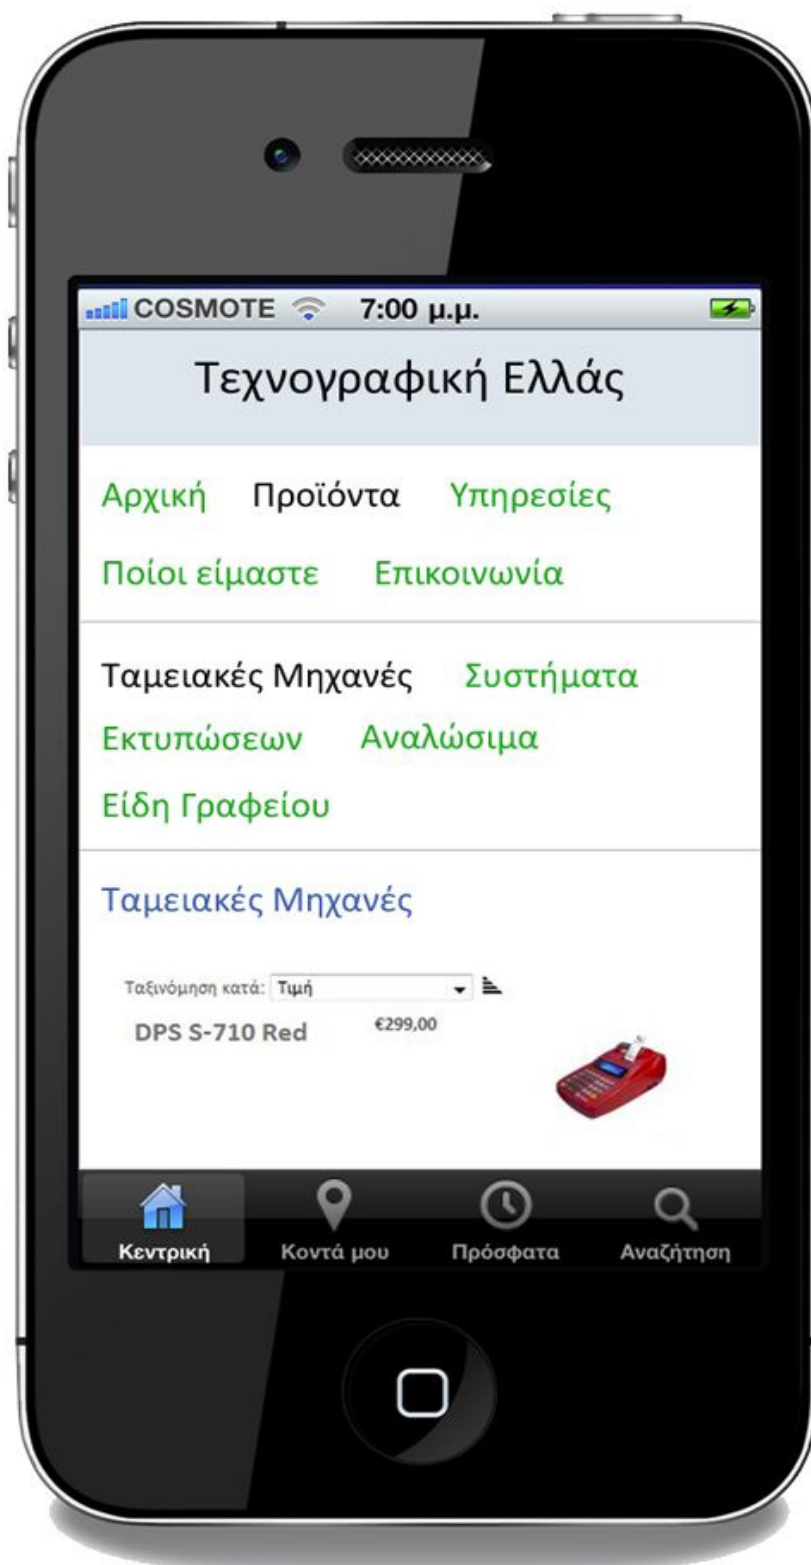 COSMOTE 7:00 μ.μ.
Τεχνογραφική Ελλάς
Αρχική Προϊόντα Υπηρεσίες
Ποίοι είμαστε Επικοινωνία
Ταμειακές Μηχανές Συστήματα
Εκτυπώσεων Αναλώσιμα
Είδη Γραφείου
Ταμειακές Μηχανές
Ταξινόμηση κατά: Τιμή
DPS S-710 Red €299,00
Κεντρική Κοντά μου Πρόσφατα Αναζήτηση